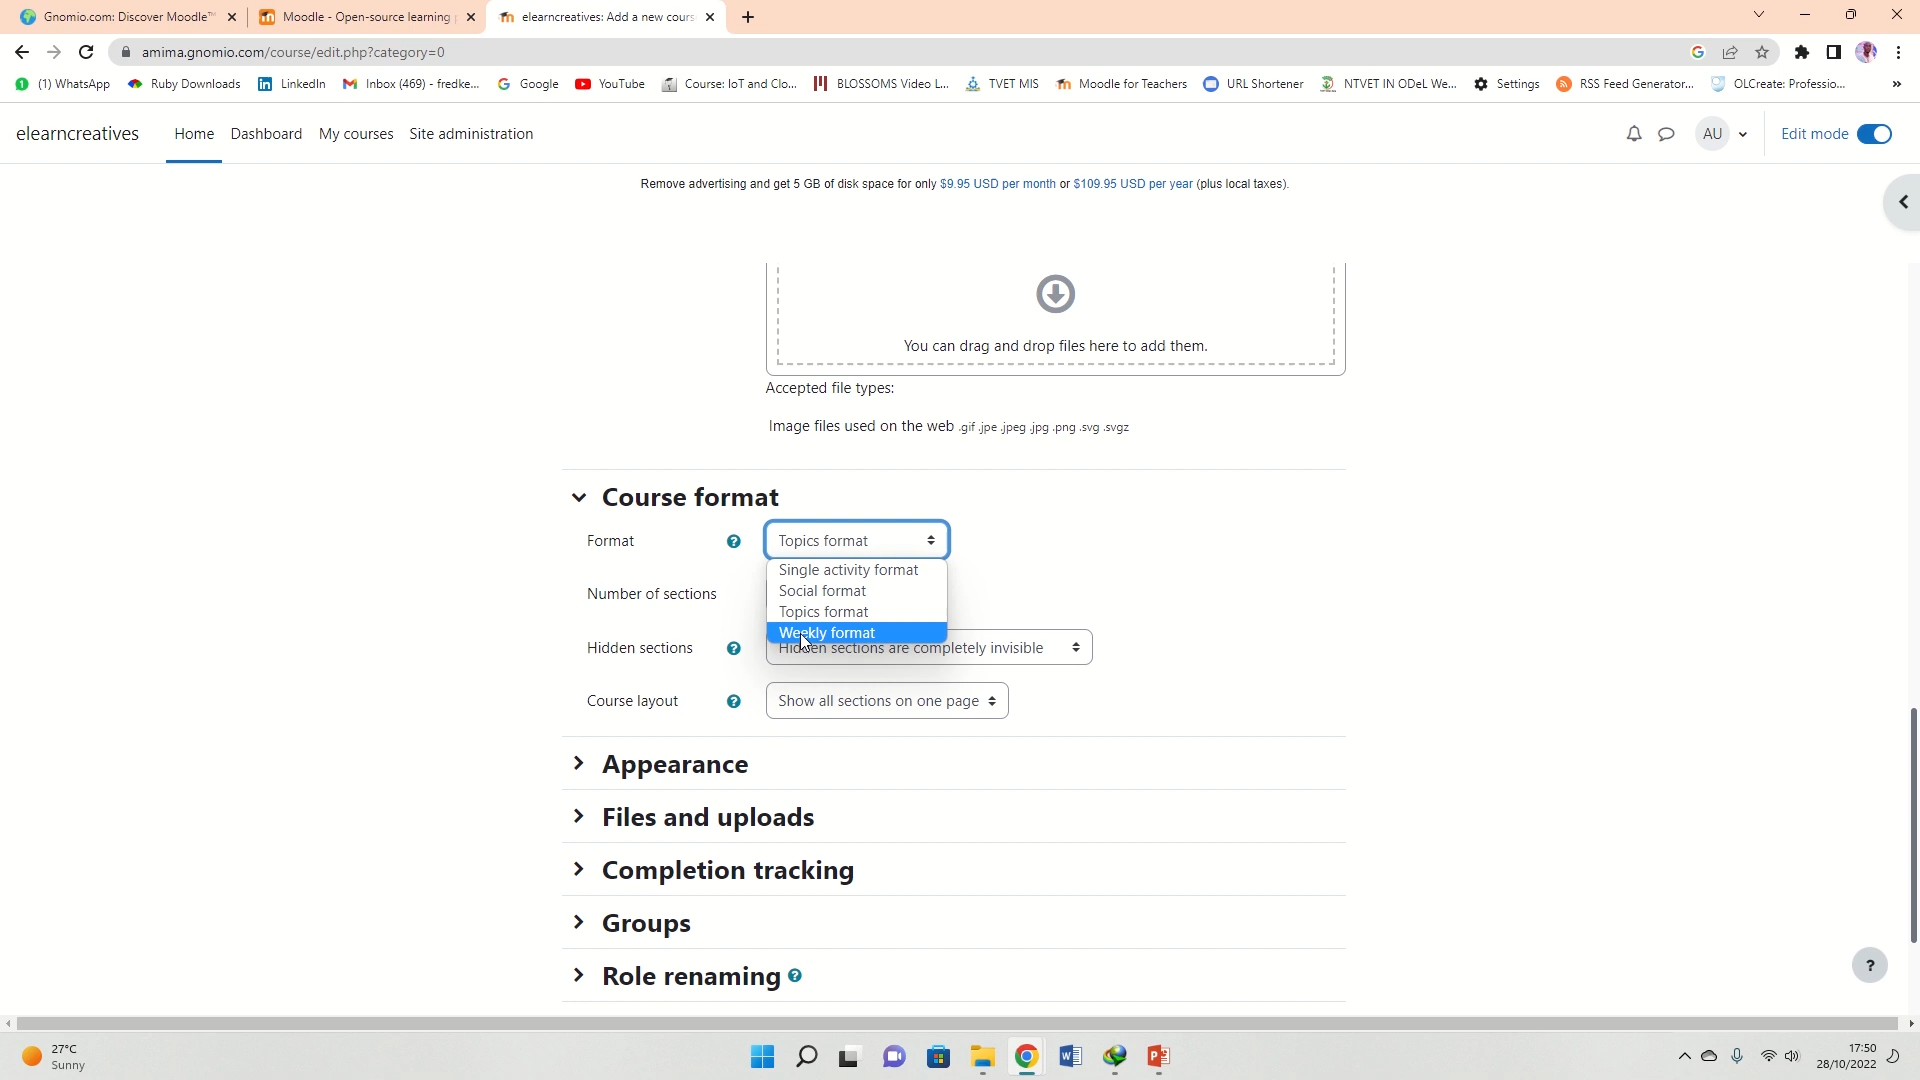 Gnomio.com: Discover Moodle™
Moodle - Open-source learning p
elearncreatives: Add a new cours
amima.gnomio.com/course/edit.php?category=0
(1) WhatsApp
Ruby Downloads
LinkedIn
Inbox (469) - fredke...
Google
YouTube
Course: IoT and Clo...
BLOSSOMS Video L...
TVET MIS
Moodle for Teachers
URL Shortener
NTVET IN ODeL We...
Settings
RSS Feed Generator...
OLCreate: Professio...
»
elearncreatives
Home
Dashboard
My courses
Site administration
AU
Edit mode
Remove advertising and get 5 GB of disk space for only $9.95 USD per month or $109.95 USD per year (plus local taxes).
You can drag and drop files here to add them.
Accepted file types:
Image files used on the web .gif .jpe .jpeg .jpg .png .svg .svgz
Course format
Format
Topics format
Single activity format
Social format
Topics format
Weekly format
Number of sections
Hidden sections
Hidden sections are completely invisible
Course layout
Show all sections on one page
Appearance
Files and uploads
Completion tracking
Groups
Role renaming
?
27°C
Sunny
17:50
28/10/2022